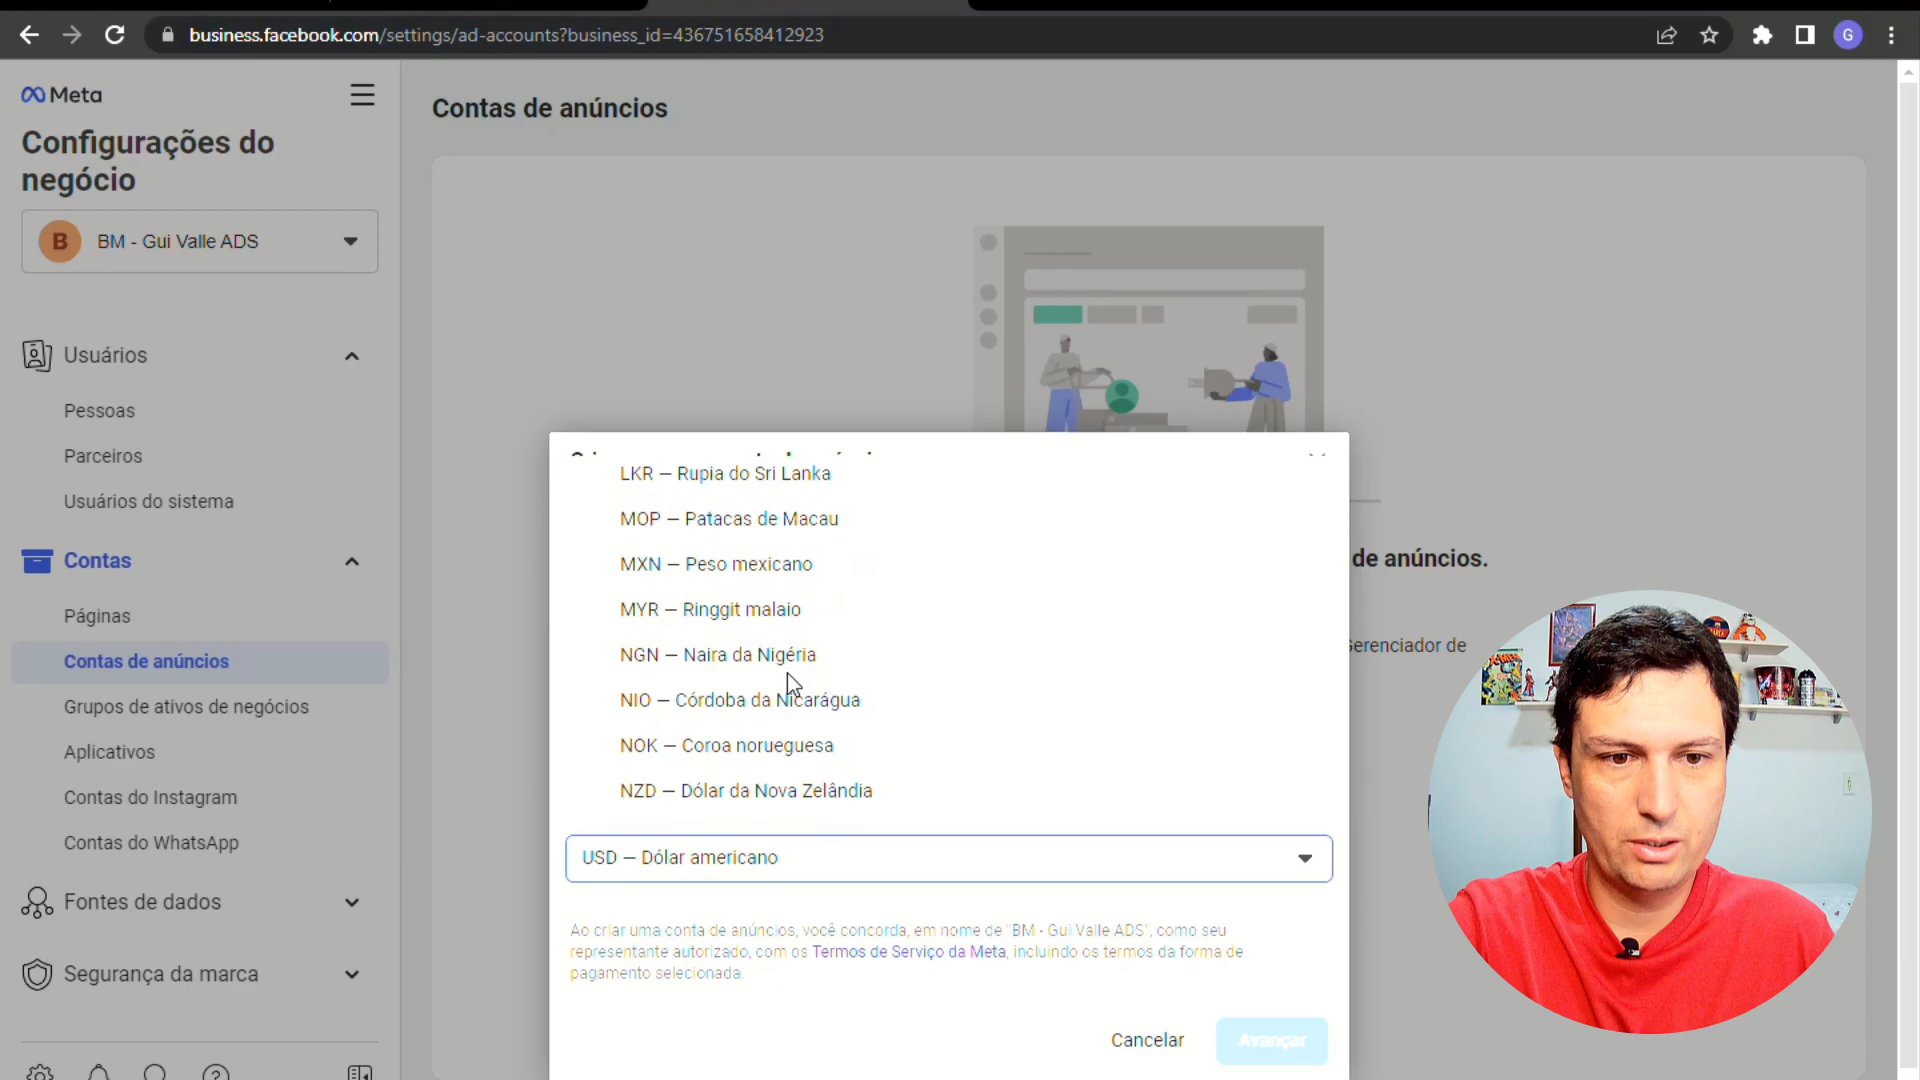 business.facebook.com/settings/ad-accounts?business_id=436751658412923
G
Meta
Configurações do
negócio
B
BM - Gui Valle ADS
Usuários
Pessoas
Parceiros
Usuários do sistema
Contas
Páginas
Contas de anúncios
Grupos de ativos de negócios
Aplicativos
Contas do Instagram
Contas do WhatsApp
Fontes de dados
Segurança da marca
Contas de anúncios
de anúncios.
Gerenciador de
LKR — Rupia do Sri Lanka
MOP — Patacas de Macau
MXN — Peso mexicano
MYR — Ringgit malaio
NGN — Naira da Nigéria
NIO — Córdoba da Nicarágua
NOK — Coroa norueguesa
NZD — Dólar da Nova Zelândia
USD — Dólar americano
Ao criar uma conta de anúncios, você concorda, em nome de "BM - Gui Valle ADS", como seu
representante autorizado, com os Termos de Serviço da Meta, incluindo os termos da forma de
pagamento selecionada.
Cancelar
Avançar